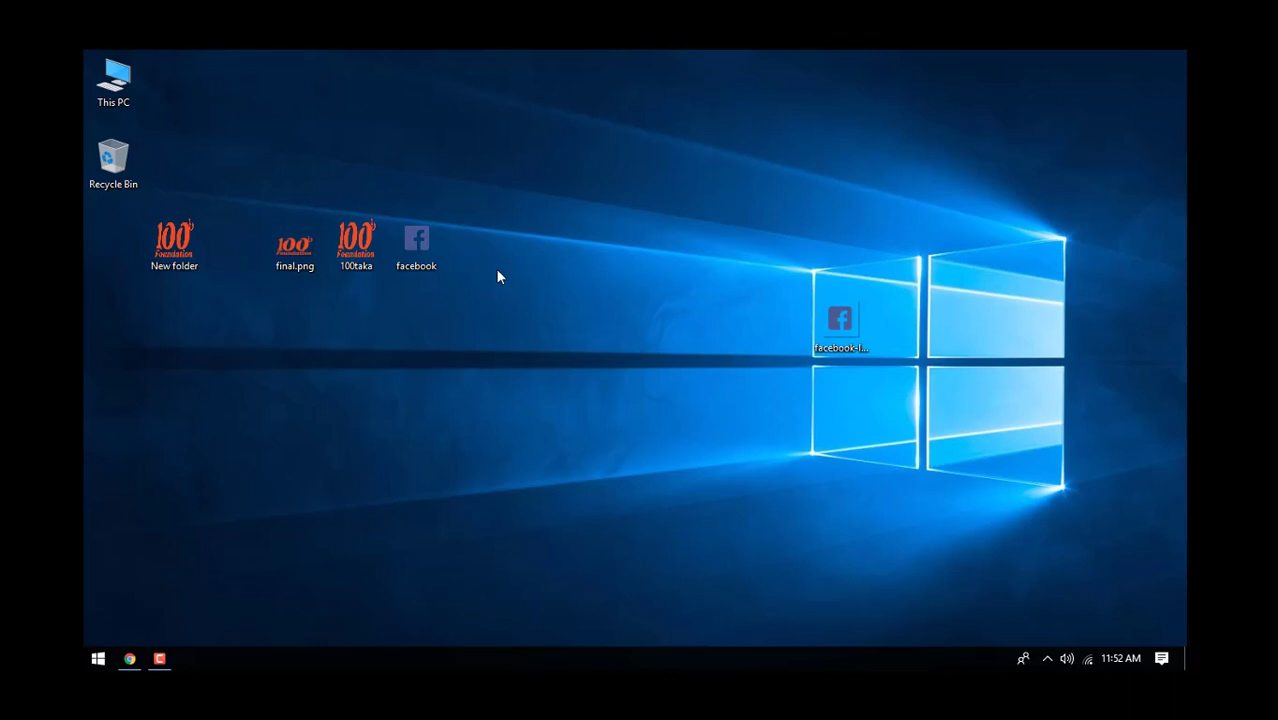 This PC
Recycle Bin
100
Foundation
New folder
100
final.png
100
Foundation
100taka
facebook
facebook-l...
11:52 AM